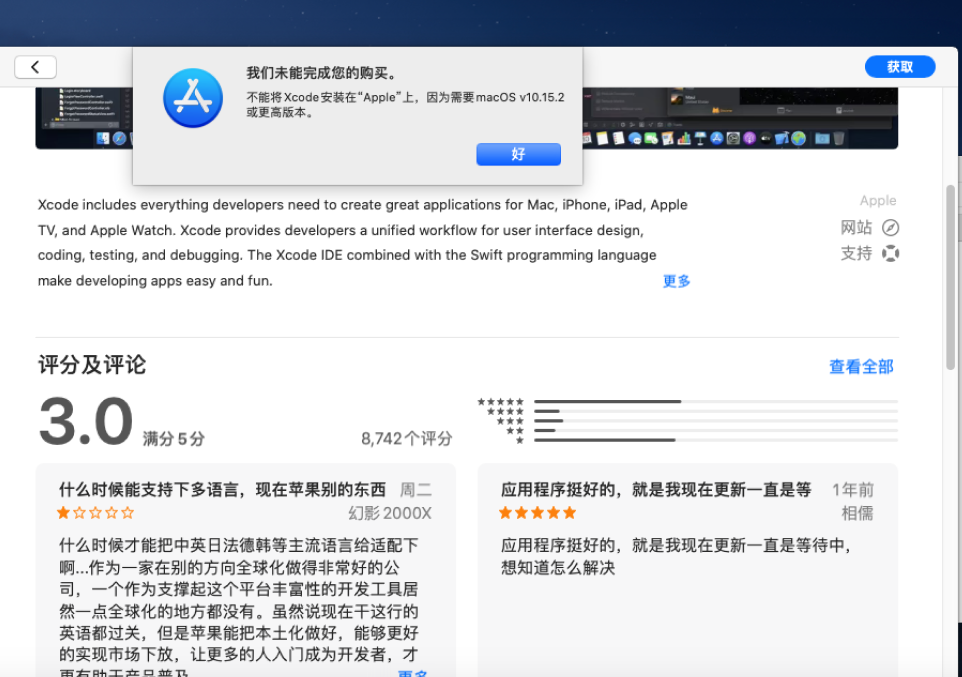 我们未能完成您的购买。
不能将Xcode安装在“Apple”上，因为需要macOS v10.15.2
或更高版本。
好
获取
Xcode includes everything developers need to create great applications for Mac, iPhone, iPad, Apple
TV, and Apple Watch. Xcode provides developers a unified workflow for user interface design,
coding, testing, and debugging. The Xcode IDE combined with the Swift programming language
make developing apps easy and fun.
更多
Apple
网站
支持
评分及评论
查看全部
3.0 满分5分
8,742个评分
★★★★★
★★★★
★★★
★★
★
什么时候能支持下多语言，现在苹果别的东西 周二
幻影2000X
什么时候才能把中英日法德韩等主流语言给适配下
啊...作为一家在别的方向全球化做得非常好的公
司，一个作为支撑起这个平台丰富性的开发工具居
然一点全球化的地方都没有。虽然说现在干这行的
英语都过关，但是苹果能把本土化做好，能够更好
的实现市场下放，让更多的人入门成为开发者，才
更有助于产品普及
更多
应用程序挺好的，就是我现在更新一直是等 1年前
相儒
应用程序挺好的，就是我现在更新一直是等待中，
想知道怎么解决